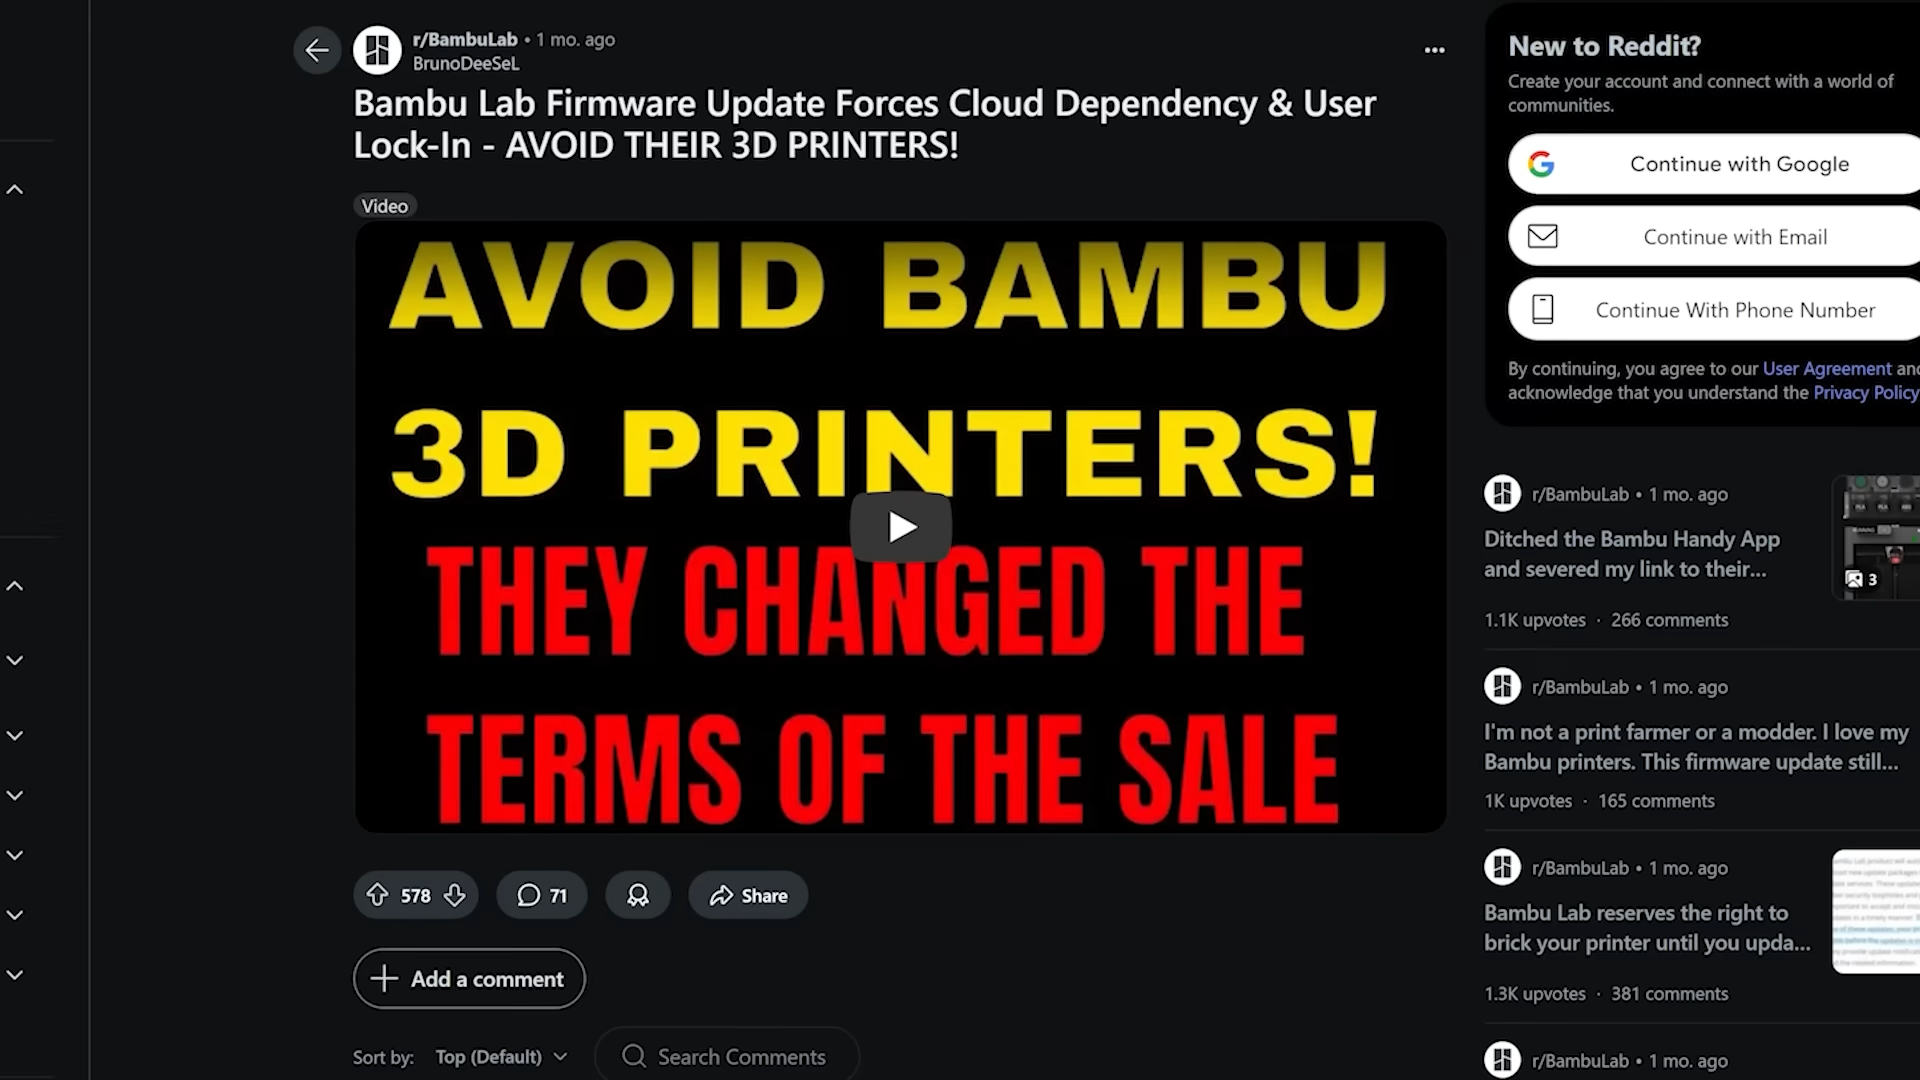 r/BambuLab • 1 mo. ago
BrunoDeeSeL
Bambu Lab Firmware Update Forces Cloud Dependency & User
Lock-In - AVOID THEIR 3D PRINTERS!
Video
AVOID BAMBU
3D PRINTERS!
THEY CHANGED THE
TERMS OF THE SALE
578
71
Share
Add a comment
Sort by: Top (Default)
Search Comments
New to Reddit?
Create your account and connect with a world of
communities.
Continue with Google
Continue with Email
Continue With Phone Number
By continuing, you agree to our User Agreement and
acknowledge that you understand the Privacy Policy
r/BambuLab • 1 mo. ago
Ditched the Bambu Handy App
and severed my link to their...
3
1.1K upvotes · 266 comments
r/BambuLab • 1 mo. ago
I'm not a print farmer or a modder. I love my
Bambu printers. This firmware update still...
1K upvotes · 165 comments
r/BambuLab • 1 mo. ago
Bambu Lab reserves the right to
brick your printer until you upda...
1.3K upvotes · 381 comments
r/BambuLab • 1 mo. ago